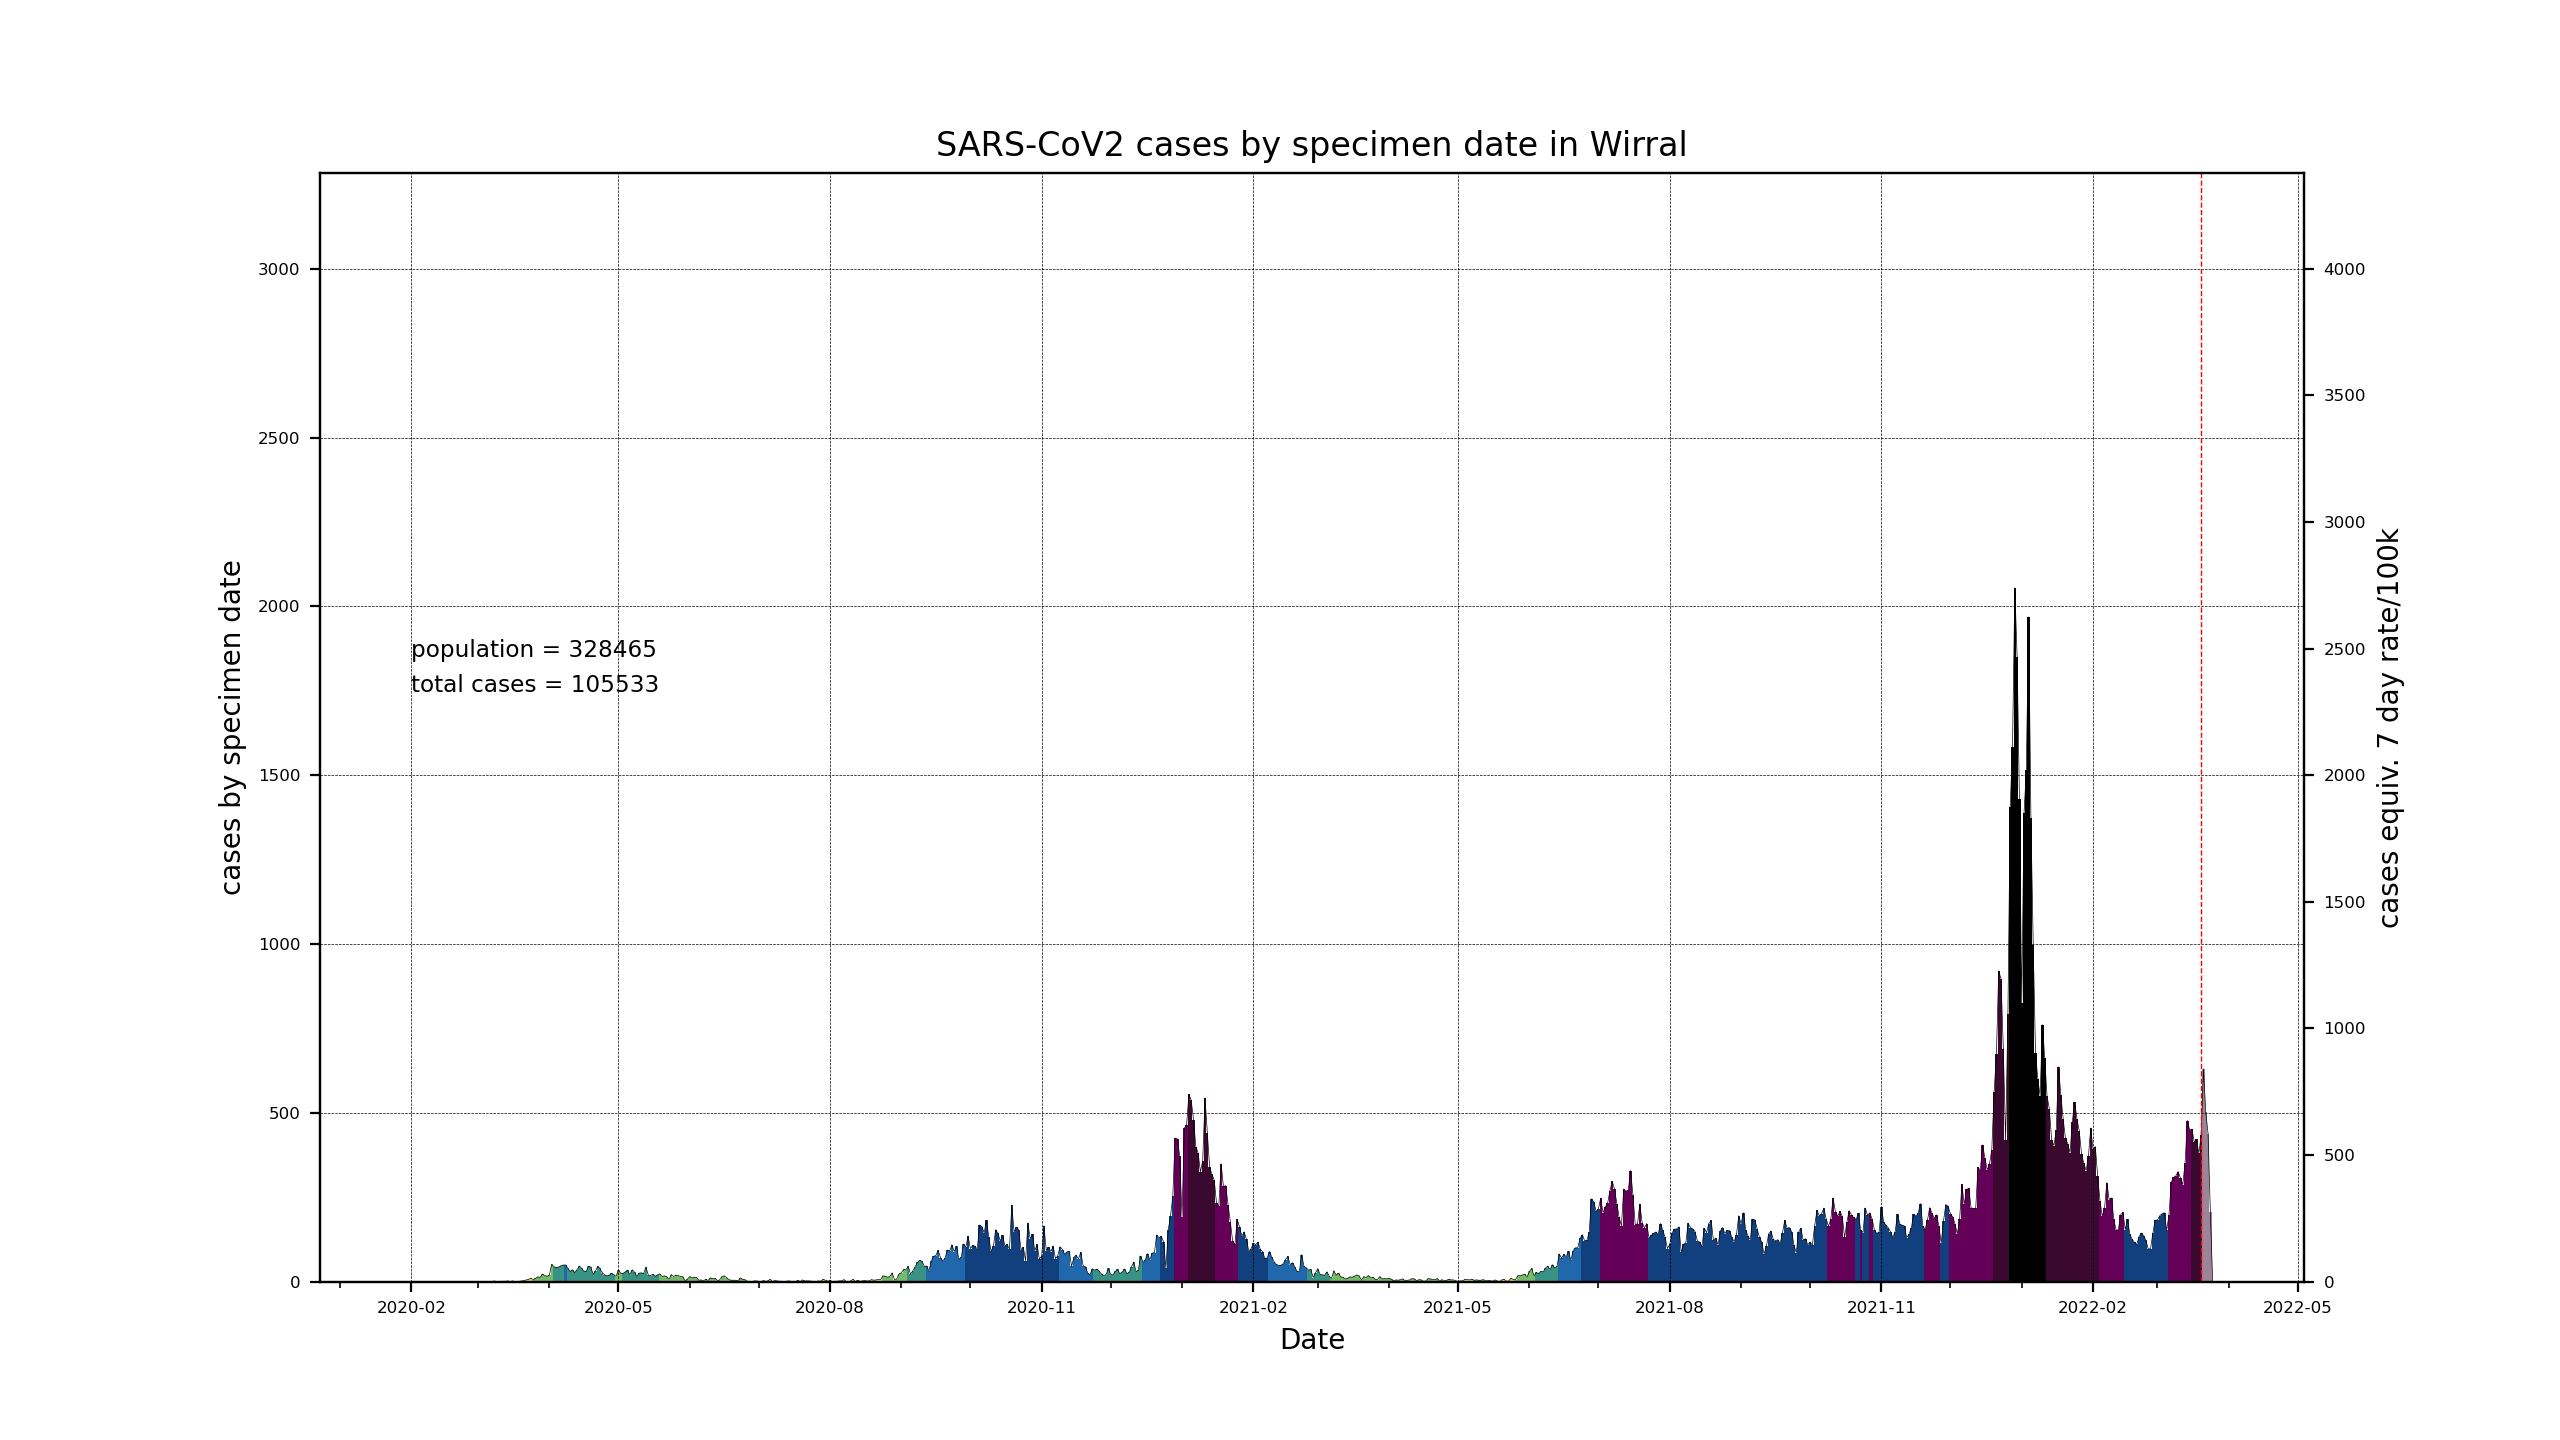 SARS-CoV2 cases by specimen date in Wirral
cases by specimen date
3000
2500
2000
1500
1000
500
0
population = 328465
total cases = 105533
4000
3500
3000
2500
2000
1500
1000
500
0
cases equiv. 7 day rate/100k
2020-02 2020-05 2020-08 2020-11 2021-02 2021-05 2021-08 2021-11 2022-02 2022-05
Date